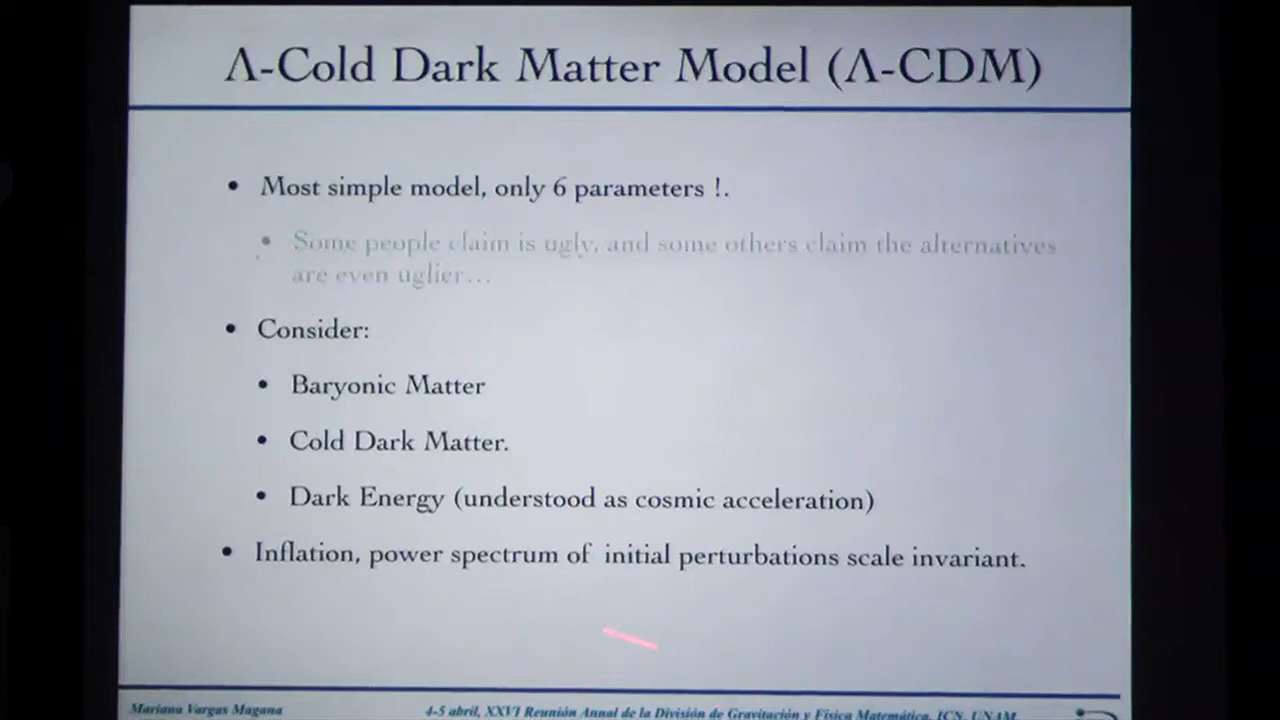 Λ-Cold Dark Matter Model (Λ-CDM)
• Most simple model, only 6 parameters !.
• Some people claim is ugly, and some others claim the alternatives
are even uglier...
• Consider:
• Baryonic Matter
• Cold Dark Matter.
• Dark Energy (understood as cosmic acceleration)
• Inflation, power spectrum of initial perturbations scale invariant.
Mariana Vargas Magana
4-5 abril, XXVI Reunión Annal de la División de Gravitación y Física Matemática, ICN, UNAM.